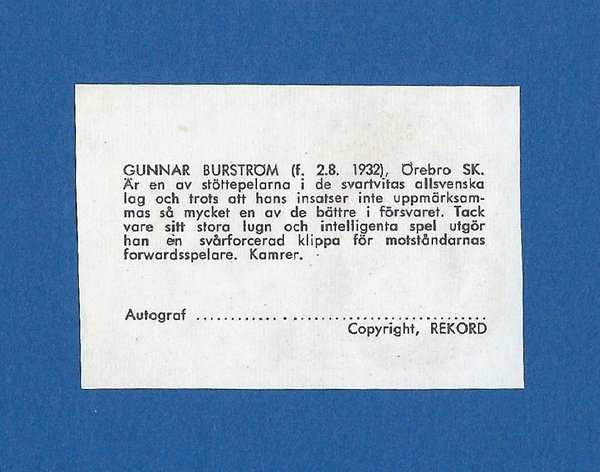 GUNNAR BURSTRÖM (f. 2.8. 1932), Örebro SK.
Är en av stöttepelarna i de svartvitas allsvenska
lag och trots att hans insatser inte uppmärksam-
mas så mycket en av de bättre i försvaret. Tack
vare sitt stora lugn och intelligenta spel utgör
han en svårforcerad klippa för motståndarnas
forwardsspelare. Kamrer.
Autograf ................................................
Copyright, REKORD